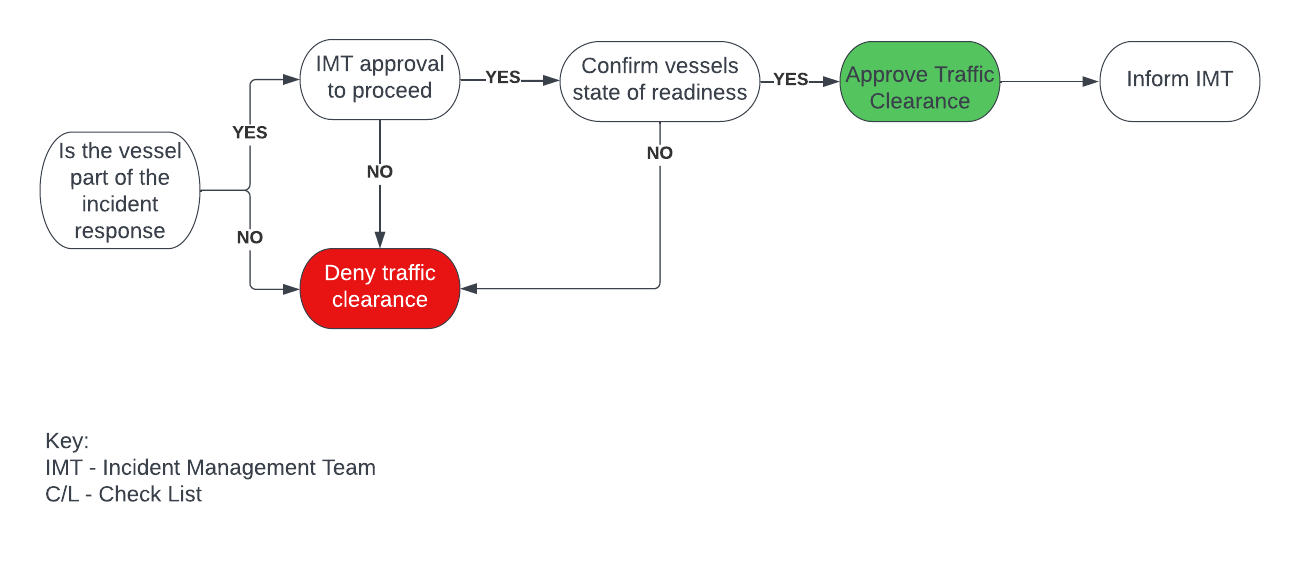 IMT approval
to proceed
YES
Confirm vessels
state of readiness
YES
Approve Traffic
Clearance
Inform IMT
YES
Is the vessel
part of the
incident
response
NO
NO
NO
Deny traffic
clearance
Key:
IMT - Incident Management Team
C/L - Check List